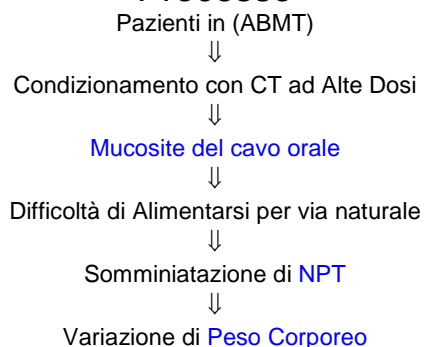 Pazienti in (ABMT)
⇓
Condizionamento con CT ad Alte Dosi
⇓
Mucosite del cavo orale
⇓
Difficoltà di Alimentarsi per via naturale
⇓
Somminiatazione di NPT
⇓
Variazione di Peso Corporeo